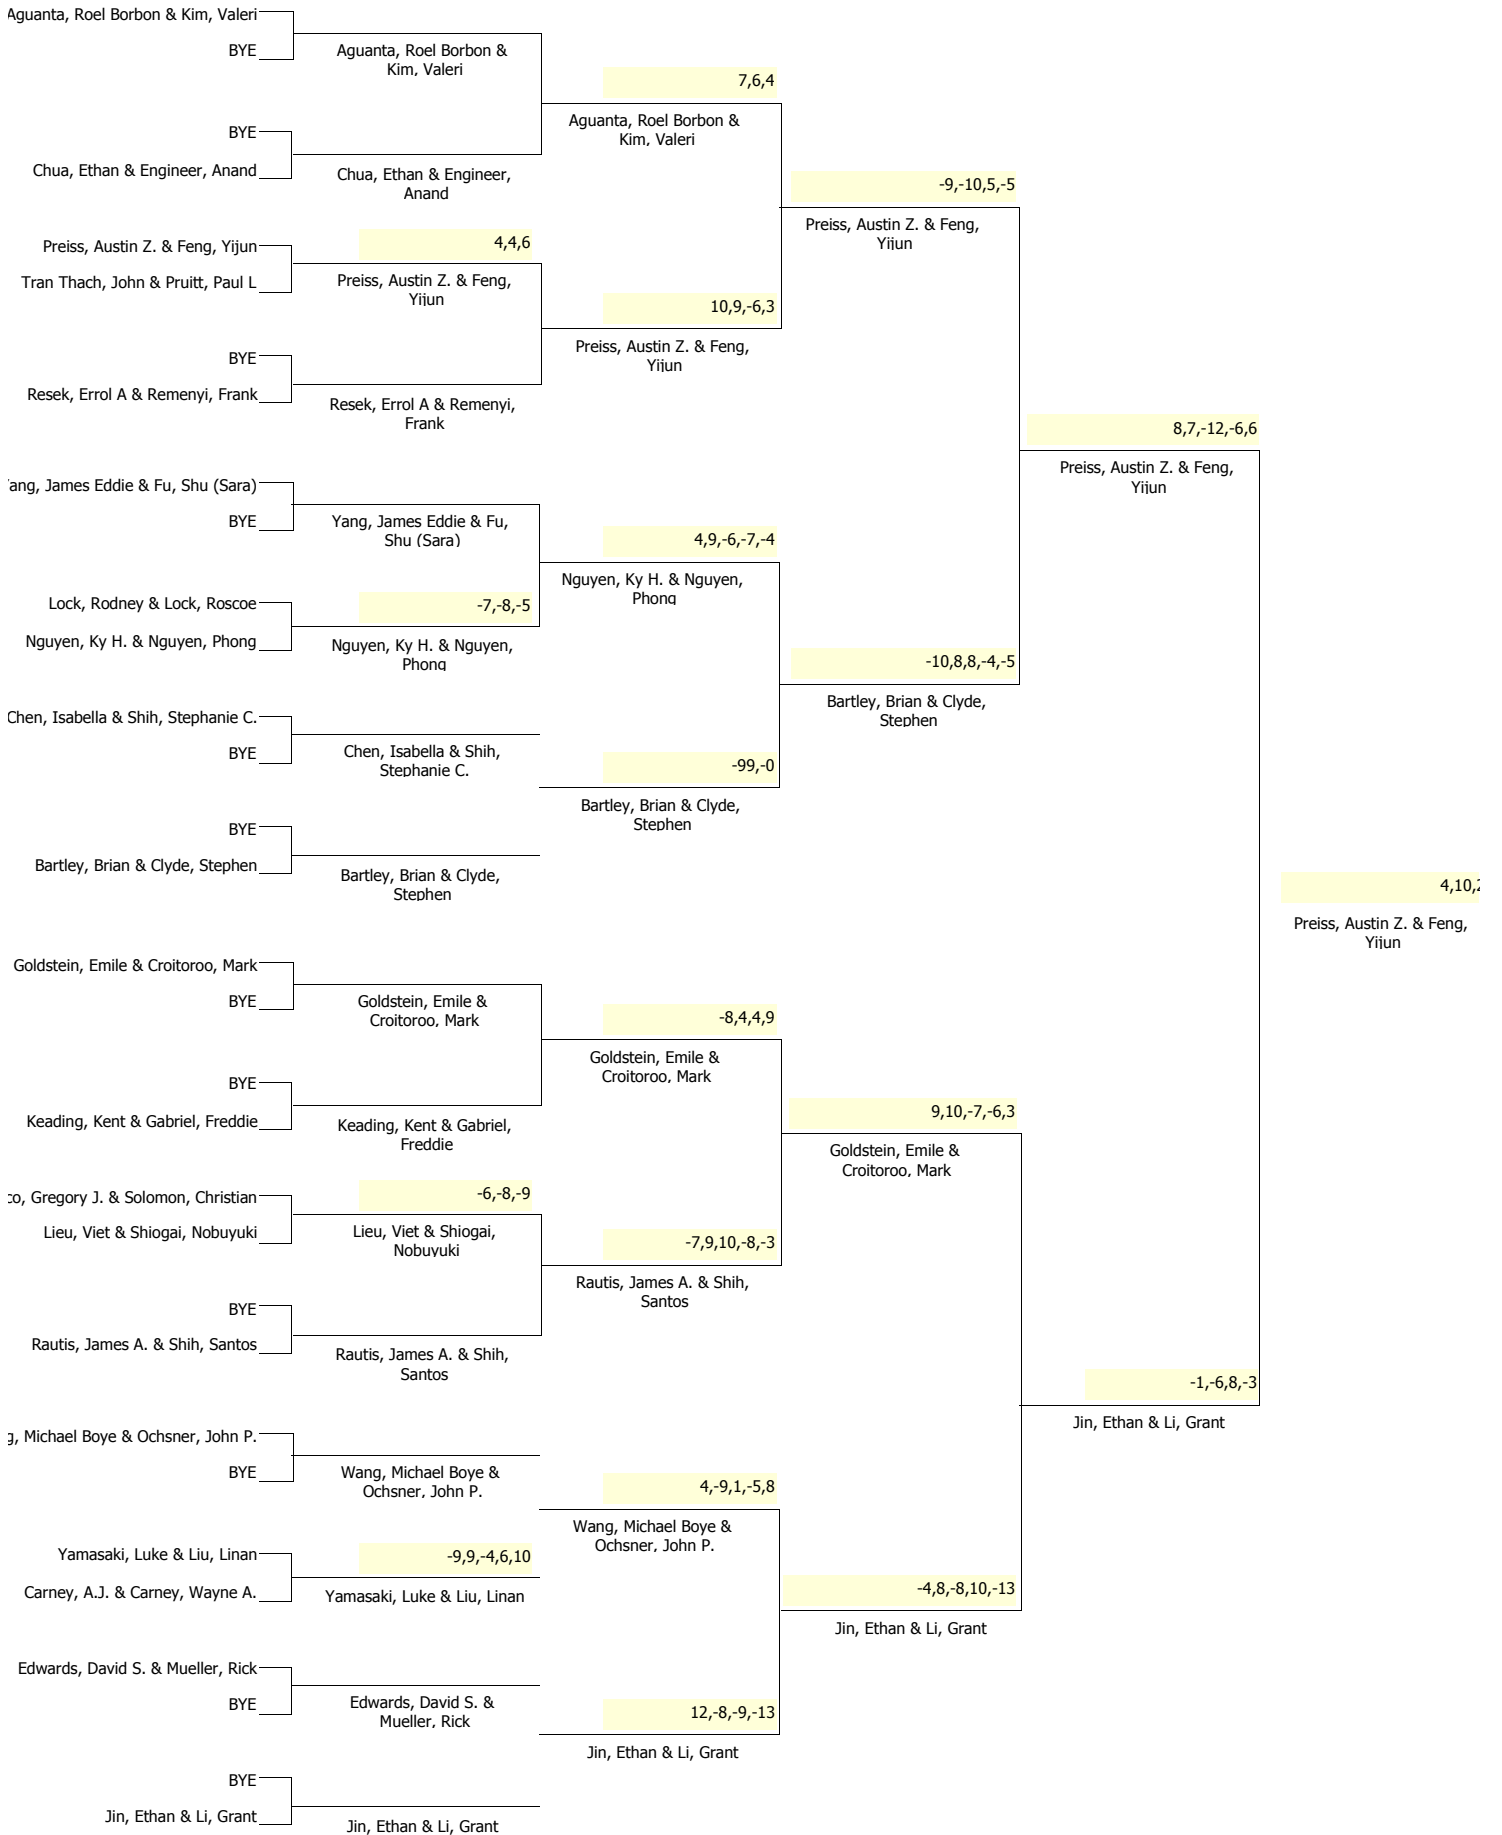 Aguanta, Roel Borbon & Kim, Valeri
BYE
Aguanta, Roel Borbon &
Kim, Valeri
7,6,4
Aguanta, Roel Borbon &
Kim, Valeri
BYE
Chua, Ethan & Engineer, Anand
Chua, Ethan & Engineer,
Anand
-9,-10,5,-5
Preiss, Austin Z. & Feng,
Yijun
Preiss, Austin Z. & Feng, Yijun
Tran Thach, John & Pruitt, Paul L
4,4,6
Preiss, Austin Z. & Feng,
Yijun
10,9,-6,3
Preiss, Austin Z. & Feng,
Yijun
BYE
Resek, Errol A & Remenyi, Frank
Resek, Errol A & Remenyi,
Frank
8,7,-12,-6,6
Preiss, Austin Z. & Feng,
Yijun
ang, James Eddie & Fu, Shu (Sara)
BYE
Yang, James Eddie & Fu,
Shu (Sara)
4,9,-6,-7,-4
Nguyen, Ky H. & Nguyen,
Phong
Lock, Rodney & Lock, Roscoe
Nguyen, Ky H. & Nguyen, Phong
-7,-8,-5
Nguyen, Ky H. & Nguyen,
Phong
-10,8,8,-4,-5
Bartley, Brian & Clyde,
Stephen
Chen, Isabella & Shih, Stephanie C.
BYE
Chen, Isabella & Shih,
Stephanie C.
-99,-0
Bartley, Brian & Clyde,
Stephen
BYE
Bartley, Brian & Clyde, Stephen
Bartley, Brian & Clyde,
Stephen
4,10,2
Preiss, Austin Z. & Feng,
Yijun
Goldstein, Emile & Croitoroo, Mark
BYE
Goldstein, Emile &
Croitoroo, Mark
-8,4,4,9
Goldstein, Emile &
Croitoroo, Mark
BYE
Keading, Kent & Gabriel, Freddie
Keading, Kent & Gabriel,
Freddie
9,10,-7,-6,3
Goldstein, Emile &
Croitoroo, Mark
co, Gregory J. & Solomon, Christian
Lieu, Viet & Shiogai, Nobuyuki
-6,-8,-9
Lieu, Viet & Shiogai,
Nobuyuki
-7,9,10,-8,-3
Rautis, James A. & Shih,
Santos
BYE
Rautis, James A. & Shih, Santos
Rautis, James A. & Shih,
Santos
-1,-6,8,-3
Jin, Ethan & Li, Grant
g, Michael Boye & Ochsner, John P.
BYE
Wang, Michael Boye &
Ochsner, John P.
4,-9,1,-5,8
Wang, Michael Boye &
Ochsner, John P.
Yamasaki, Luke & Liu, Linan
Carney, A.J. & Carney, Wayne A.
-9,9,-4,6,10
Yamasaki, Luke & Liu, Linan
-4,8,-8,10,-13
Jin, Ethan & Li, Grant
Edwards, David S. & Mueller, Rick
BYE
Edwards, David S. &
Mueller, Rick
12,-8,-9,-13
Jin, Ethan & Li, Grant
BYE
Jin, Ethan & Li, Grant
Jin, Ethan & Li, Grant